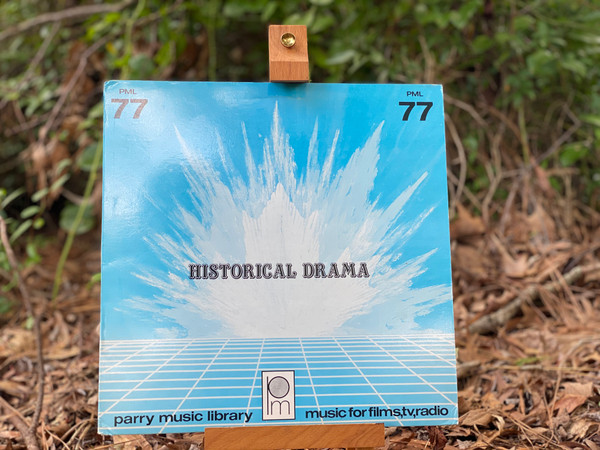 PML PML
77 77
HISTORICAL DRAMA
pm
parry music library music for films,tv,radio